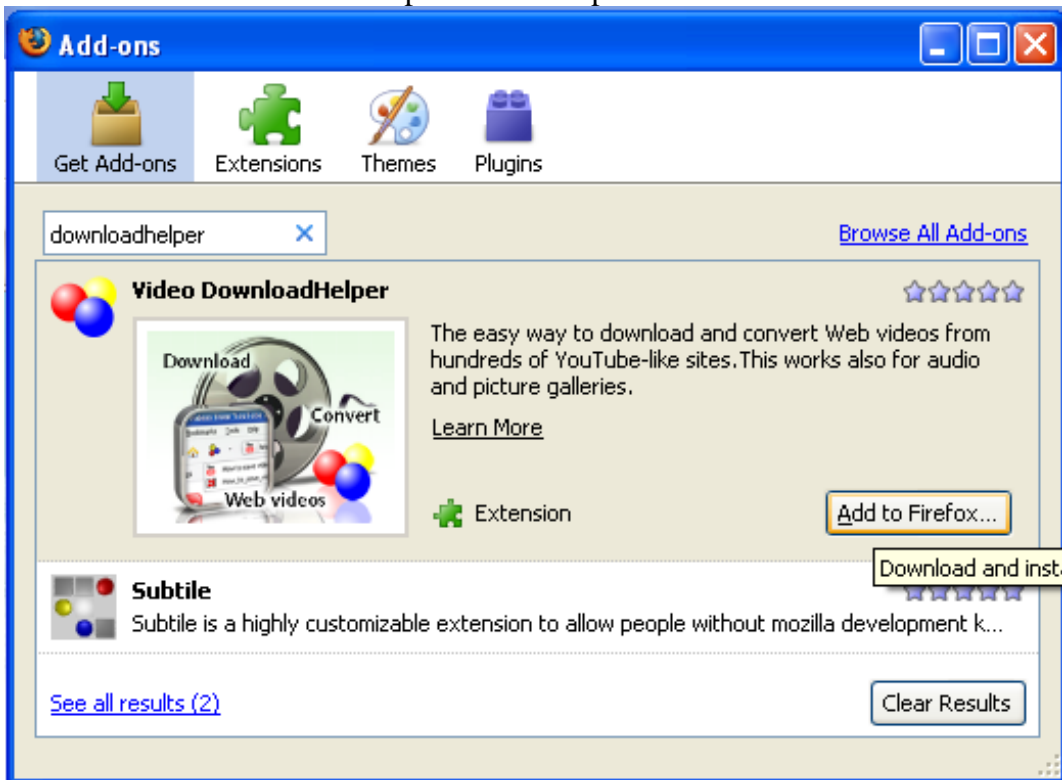 Add-ons
Get Add-ons Extensions Themes Plugins
downloadhelper
Browse All Add-ons
Video DownloadHelper
The easy way to download and convert Web videos from
hundreds of YouTube-like sites.This works also for audio
and picture galleries.
Learn More
Download
Convert
Web videos
Extension
Add to Firefox...
Download and insta
Subtile
Subtile is a highly customizable extension to allow people without mozilla development k...
See all results (2)
Clear Results